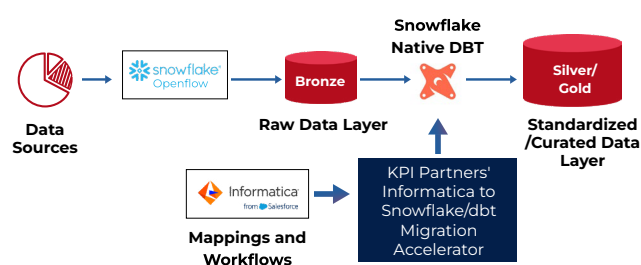 Snowflake
Native DBT
snowflake
Openflow
Bronze
Silver/
Gold
Data
Sources
Raw Data Layer
Standardized
/Curated Data
Layer
Informatica
from Salesforce
Mappings and
Workflows
KPI Partners'
Informatica to
Snowflake/dbt
Migration
Accelerator